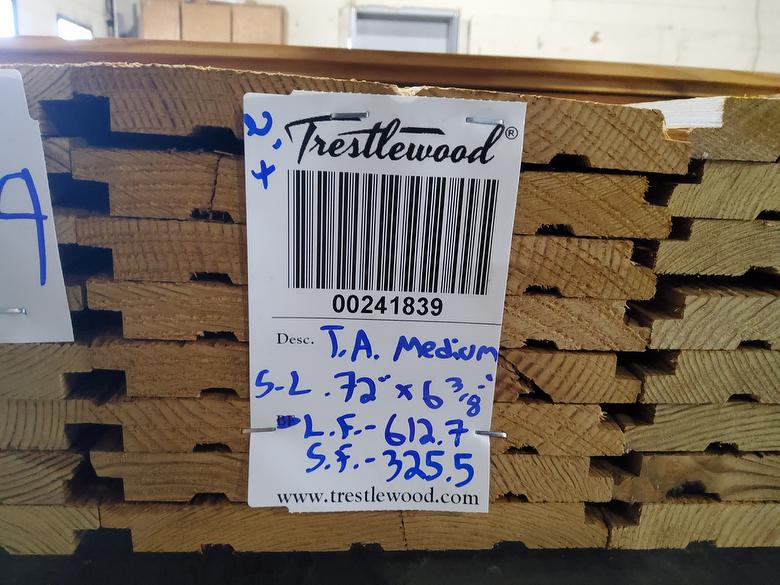 2'+
Trestlewood®
00241839
Desc. T.A. Medium
S-L .72" x 6 3/8"
L.F.- 612.7
S.F.- 325.5
www.trestlewood.com